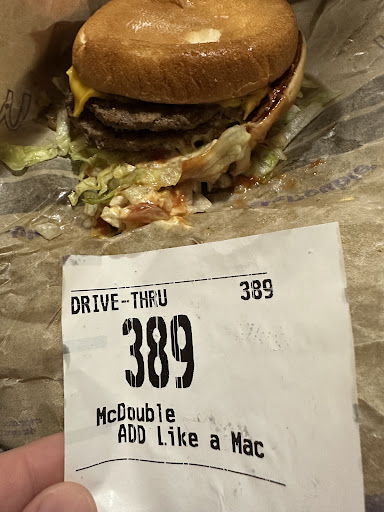 DRIVE-THRU 389
389
McDouble
ADD Like a Mac